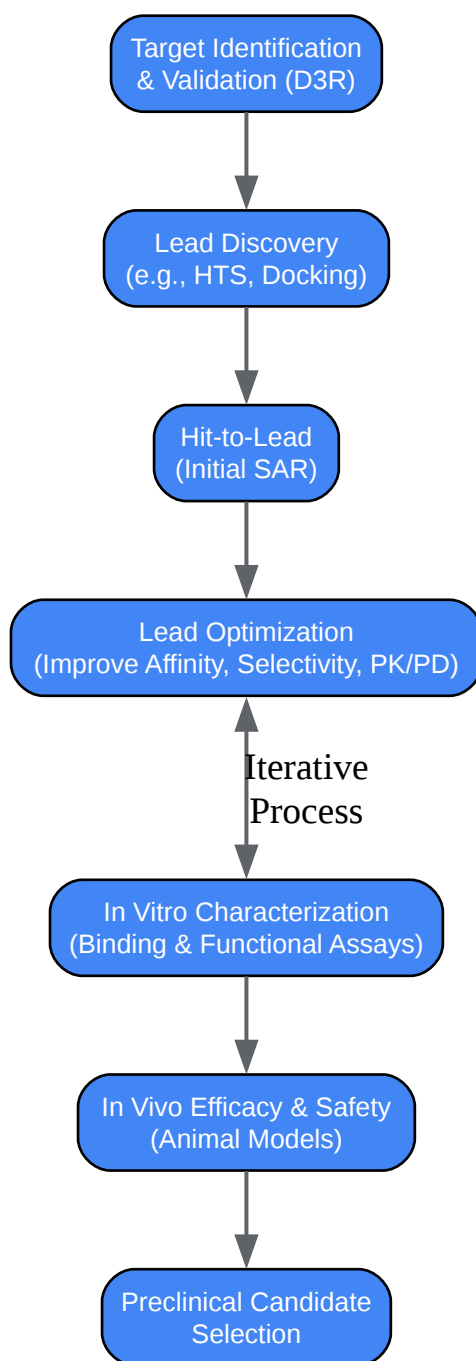 Target Identification
& Validation (D3R)
Lead Discovery
(e.g., HTS, Docking)
Hit-to-Lead
(Initial SAR)
Lead Optimization
(Improve Affinity, Selectivity, PK/PD)
Iterative
Process
In Vitro Characterization
(Binding & Functional Assays)
In Vivo Efficacy & Safety
(Animal Models)
Preclinical Candidate
Selection